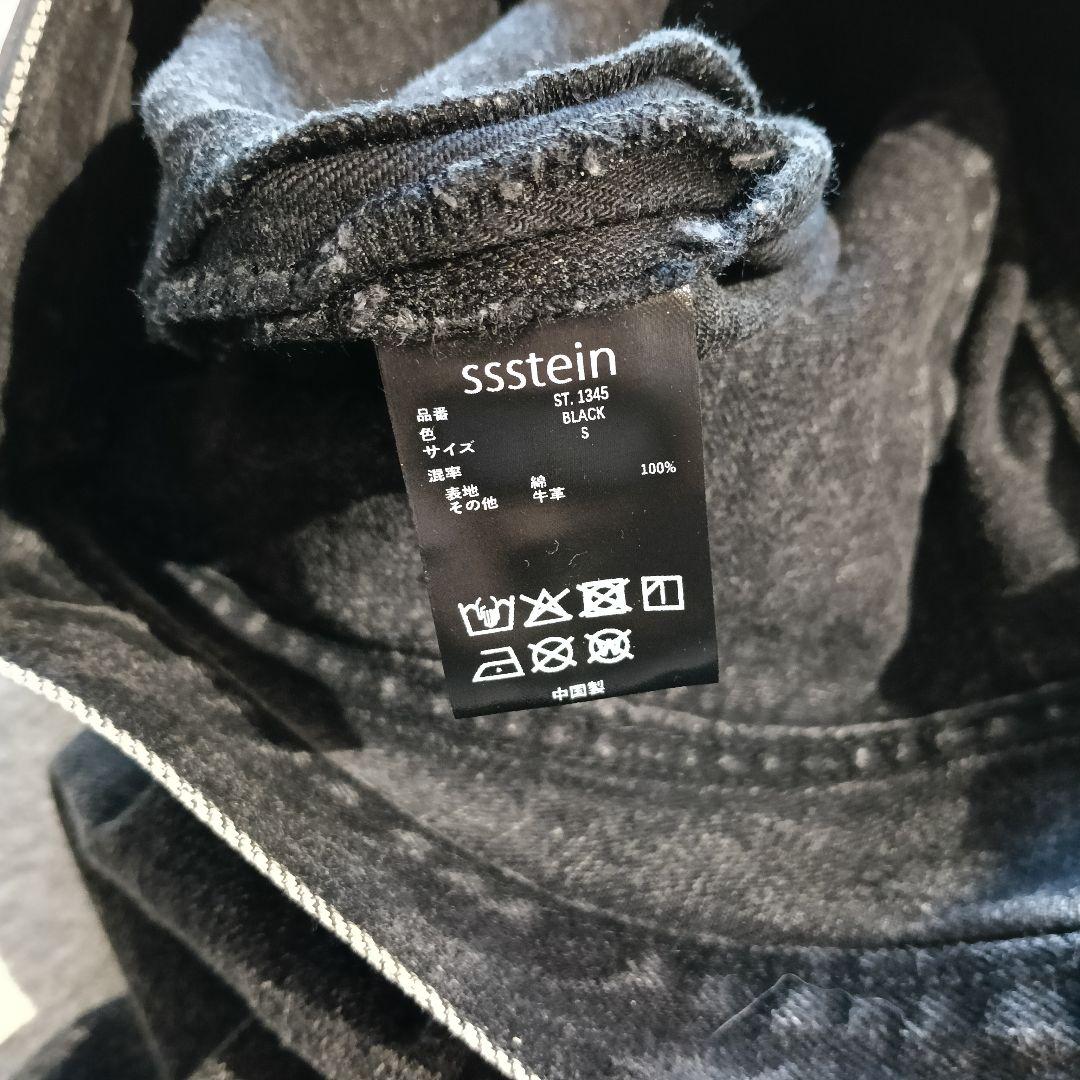 ssstein
品番 ST. 1345
色 BLACK
サイズ S
混率
表地 綿 100%
その他 牛革
W
中国製